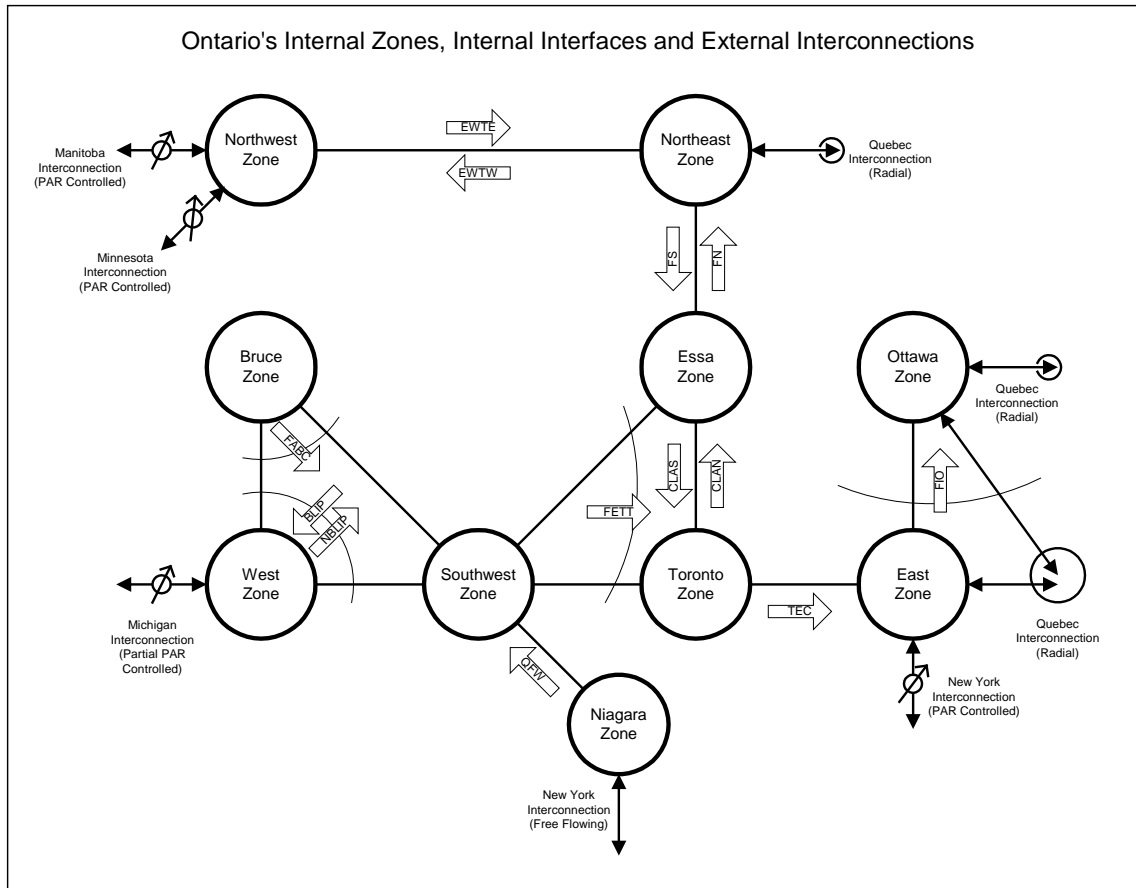 Ontario's Internal Zones, Internal Interfaces and External Interconnections
Northwest
Zone
EWTE
EWTW
Northeast
Zone
Manitoba
Interconnection
(PAR Controlled)
Quebec
Interconnection
(Radial)
Minnesota
Interconnection
(PAR Controlled)
FS
FN
Bruce
Zone
Essa
Zone
Ottawa
Zone
Quebec
Interconnection
(Radial)
FABC
CLAS
CLAN
FIO
BLIP
NBLIP
FETT
West
Zone
Southwest
Zone
Toronto
Zone
East
Zone
TEC
Michigan
Interconnection
(Partial PAR
Controlled)
Quebec
Interconnection
(Radial)
QFW
New York
Interconnection
(PAR Controlled)
Niagara
Zone
New York
Interconnection
(Free Flowing)